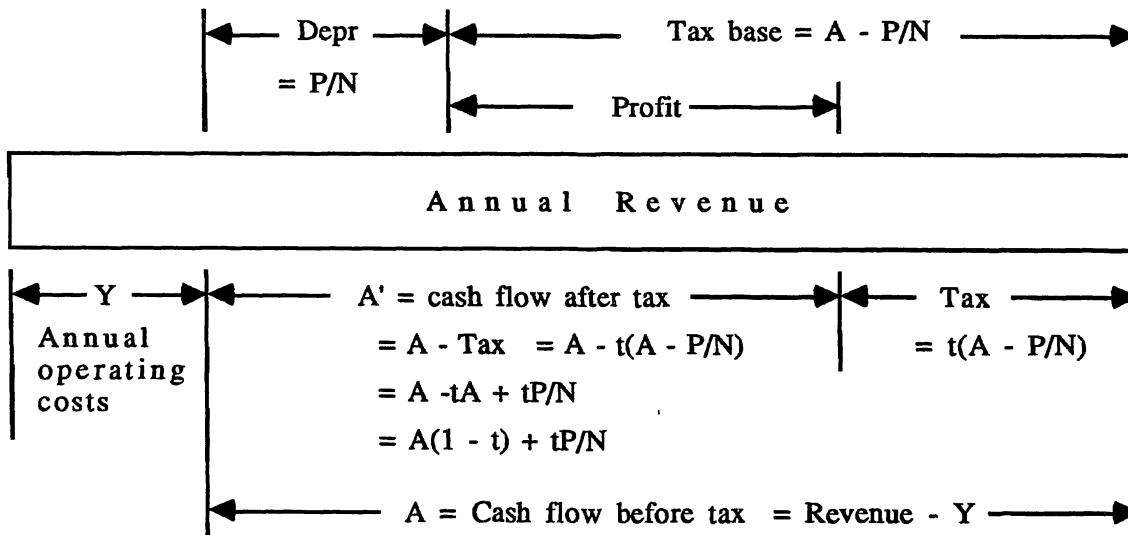 Depr
Tax base = A - P/N
= P/N
Profit
Annual Revenue
Y
A' = cash flow after tax
Tax
Annual
operating
costs
= A - Tax = A - t(A - P/N)
= t(A - P/N)
= A -tA + tP/N
= A(1 - t) + tP/N
A = Cash flow before tax = Revenue - Y